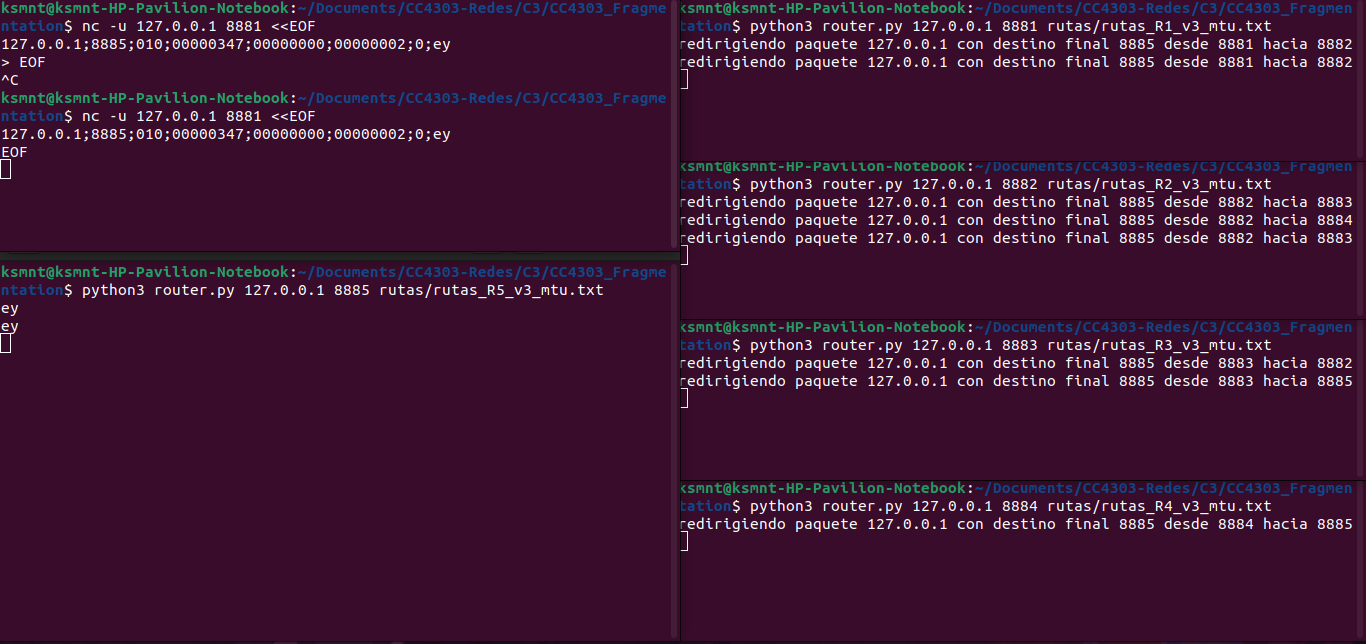 ksmnt@ksmnt-HP-Pavilion-Notebook:~/Documents/CC4303-Redes/C3/CC4303_Fragme
ntation$ nc -u 127.0.0.1 8881 <<EOF
127.0.0.1;8885;010;00000347;00000000;00000002;0;ey
> EOF
^C
ksmnt@ksmnt-HP-Pavilion-Notebook:~/Documents/CC4303-Redes/C3/CC4303_Fragme
ntation$ nc -u 127.0.0.1 8881 <<EOF
127.0.0.1;8885;010;00000347;00000000;00000002;0;ey
EOF
ksmnt@ksmnt-HP-Pavilion-Notebook:~/Documents/CC4303-Redes/C3/CC4303_Fragme
ntation$ python3 router.py 127.0.0.1 8885 rutas/rutas_R5_v3_mtu.txt
ey
ey
ksmnt@ksmnt-HP-Pavilion-Notebook:~/Documents/CC4303-Redes/C3/CC4303_Fragmen
tation$ python3 router.py 127.0.0.1 8881 rutas/rutas_R1_v3_mtu.txt
redirigiendo paquete 127.0.0.1 con destino final 8885 desde 8881 hacia 8882
redirigiendo paquete 127.0.0.1 con destino final 8885 desde 8881 hacia 8882
ksmnt@ksmnt-HP-Pavilion-Notebook:~/Documents/CC4303-Redes/C3/CC4303_Fragmen
tation$ python3 router.py 127.0.0.1 8882 rutas/rutas_R2_v3_mtu.txt
redirigiendo paquete 127.0.0.1 con destino final 8885 desde 8882 hacia 8883
redirigiendo paquete 127.0.0.1 con destino final 8885 desde 8882 hacia 8884
redirigiendo paquete 127.0.0.1 con destino final 8885 desde 8882 hacia 8883
ksmnt@ksmnt-HP-Pavilion-Notebook:~/Documents/CC4303-Redes/C3/CC4303_Fragmen
tation$ python3 router.py 127.0.0.1 8883 rutas/rutas_R3_v3_mtu.txt
redirigiendo paquete 127.0.0.1 con destino final 8885 desde 8883 hacia 8882
redirigiendo paquete 127.0.0.1 con destino final 8885 desde 8883 hacia 8885
ksmnt@ksmnt-HP-Pavilion-Notebook:~/Documents/CC4303-Redes/C3/CC4303_Fragmen
tation$ python3 router.py 127.0.0.1 8884 rutas/rutas_R4_v3_mtu.txt
redirigiendo paquete 127.0.0.1 con destino final 8885 desde 8884 hacia 8885